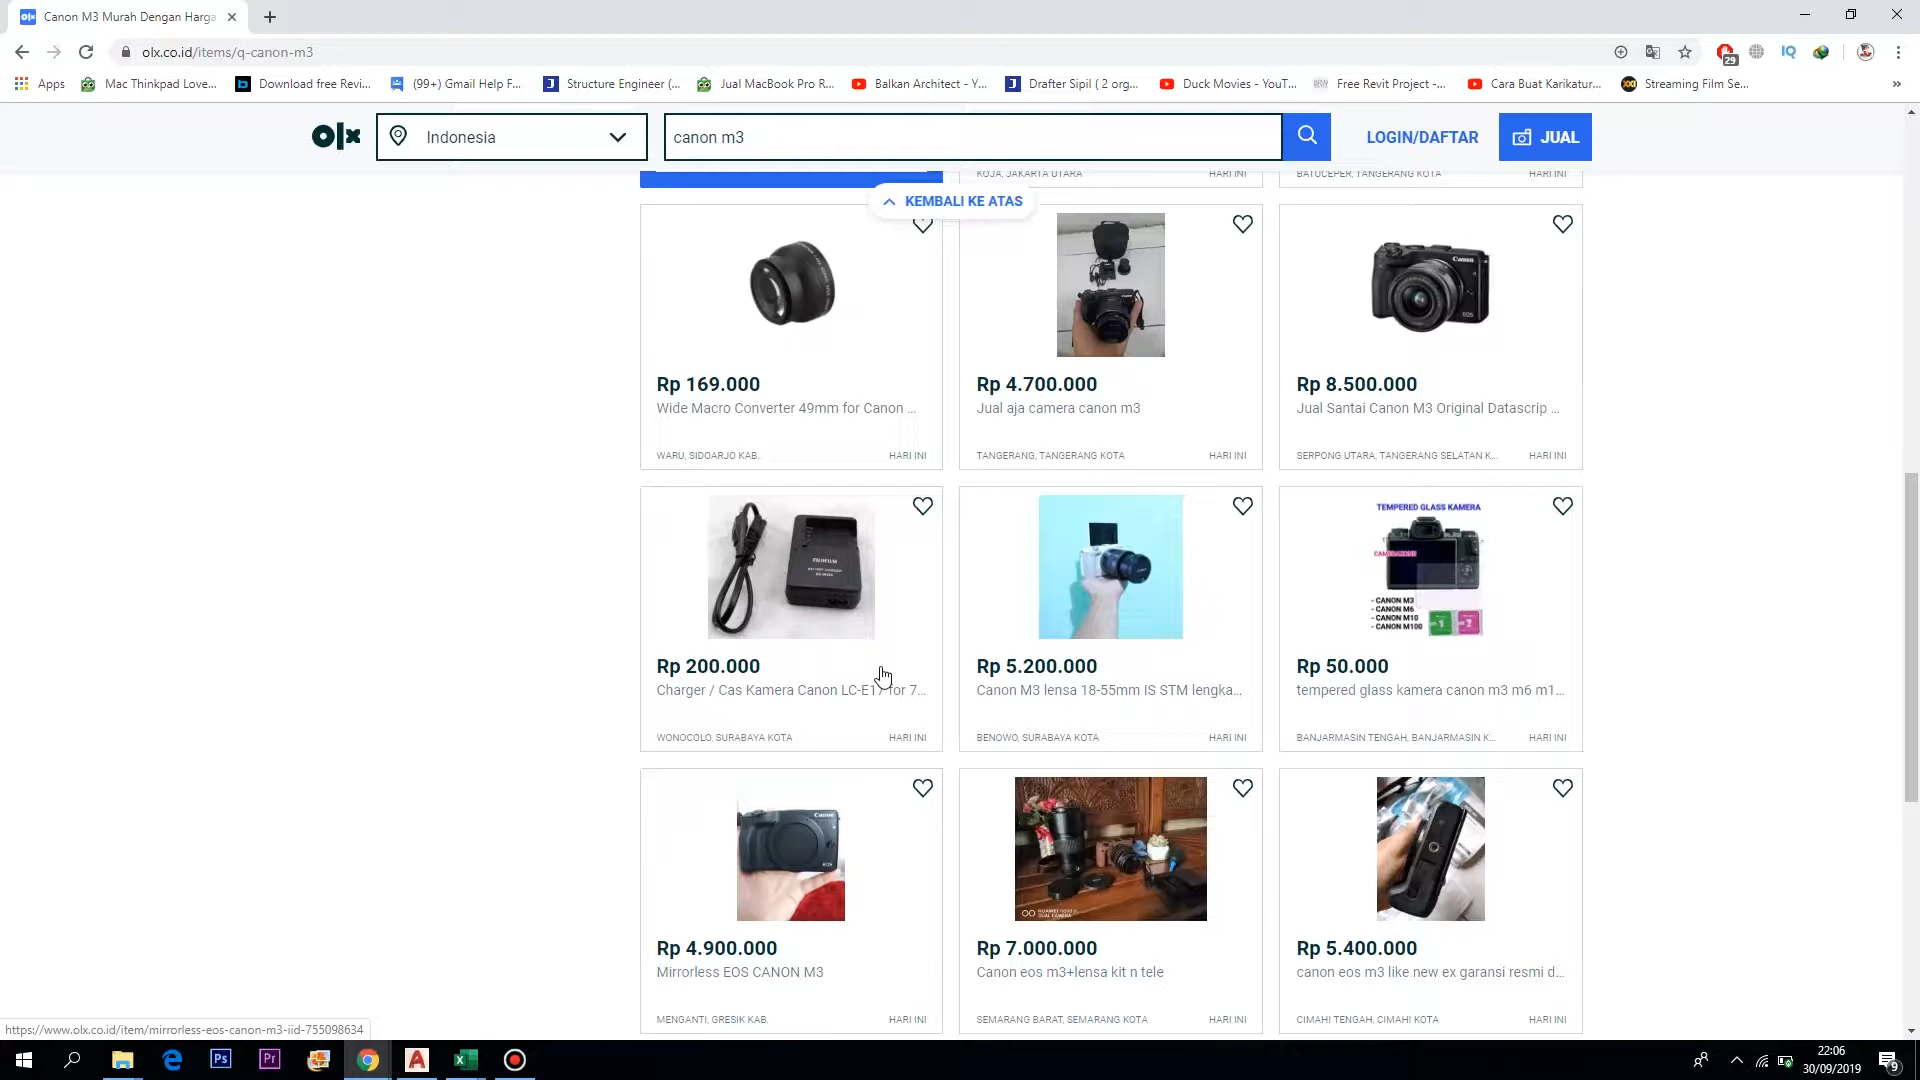 Canon M3 Murah Dengan Harga
olx.co.id/items/q-canon-m3
29
Apps
Mac Thinkpad Love...
Download free Revi...
(99+) Gmail Help F...
Structure Engineer (...
Jual MacBook Pro R...
Balkan Architect - Y...
Drafter Sipil ( 2 org...
Duck Movies - YouT...
Free Revit Project -...
Cara Buat Karikatur...
Streaming Film Se...
olx
Indonesia
canon m3
LOGIN/DAFTAR
JUAL
KOJA, JAKARTA UTARA
HARI INI
BATUCEPER, TANGERANG KOTA
HARI INI
KEMBALI KE ATAS
Canon
EOS
Rp 169.000
Wide Macro Converter 49mm for Canon ...
WARU, SIDOARJO KAB.
HARI INI
Rp 4.700.000
Jual aja camera canon m3
TANGERANG, TANGERANG KOTA
HARI INI
Rp 8.500.000
Jual Santai Canon M3 Original Datascrip ...
SERPONG UTARA, TANGERANG SELATAN K...
HARI INI
FUJIFILM
TEMPERED GLASS KAMERA
- CANON M3
- CANON M6
- CANON M10
- CANON M100
Rp 200.000
Charger / Cas Kamera Canon LC-E17 for 7...
WONOCOLO, SURABAYA KOTA
HARI INI
Rp 5.200.000
Canon M3 lensa 18-55mm IS STM lengka...
BENOWO, SURABAYA KOTA
HARI INI
Rp 50.000
tempered glass kamera canon m3 m6 m1...
BANJARMASIN TENGAH, BANJARMASIN K...
HARI INI
Canon
Rp 4.900.000
Mirrorless EOS CANON M3
MENGANTI, GRESIK KAB.
HARI INI
Rp 7.000.000
Canon eos m3+lensa kit n tele
SEMARANG BARAT, SEMARANG KOTA
HARI INI
Rp 5.400.000
canon eos m3 like new ex garansi resmi d...
CIMAHI TENGAH, CIMAHI KOTA
HARI INI
https://www.olx.co.id/item/mirrorless-eos-canon-m3-iid-755098634
22:06
30/09/2019
9